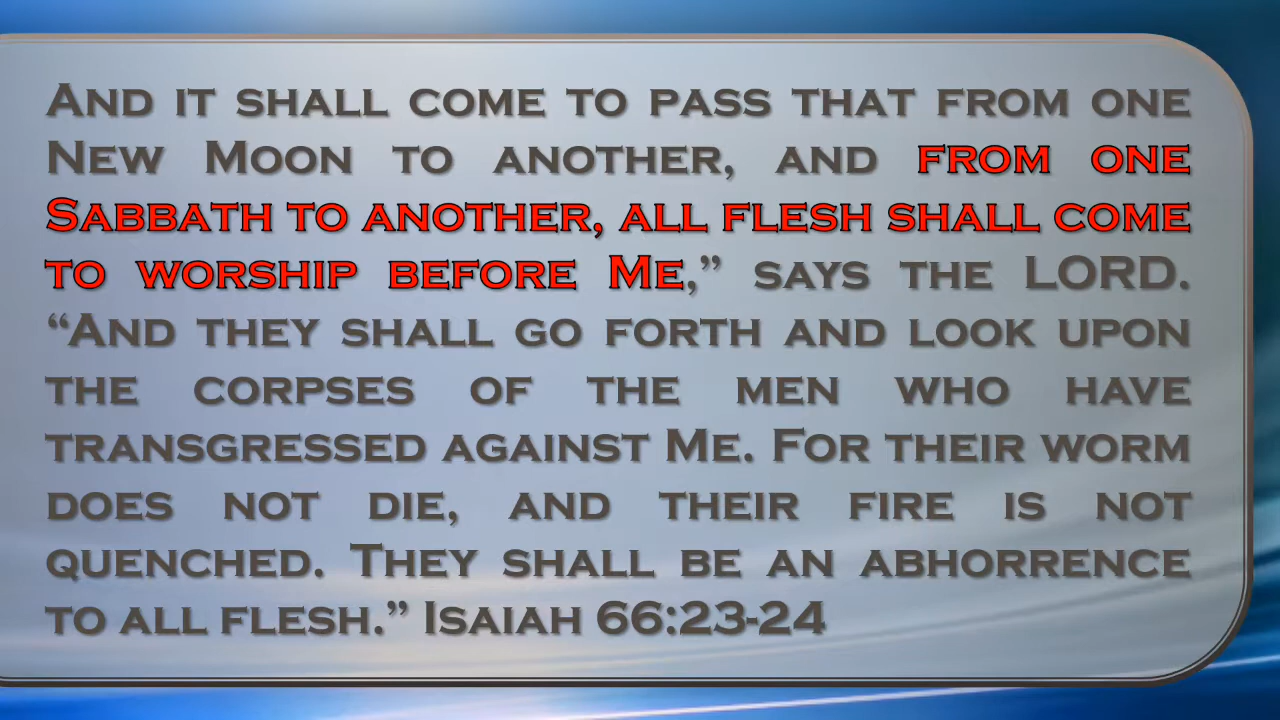 And it shall come to pass that from one
New Moon to another, and from one
Sabbath to another, all flesh shall come
to worship before Me,” says the LORD.
“And they shall go forth and look upon
the corpses of the men who have
transgressed against Me. For their worm
does not die, and their fire is not
quenched. They shall be an abhorrence
to all flesh.” Isaiah 66:23-24